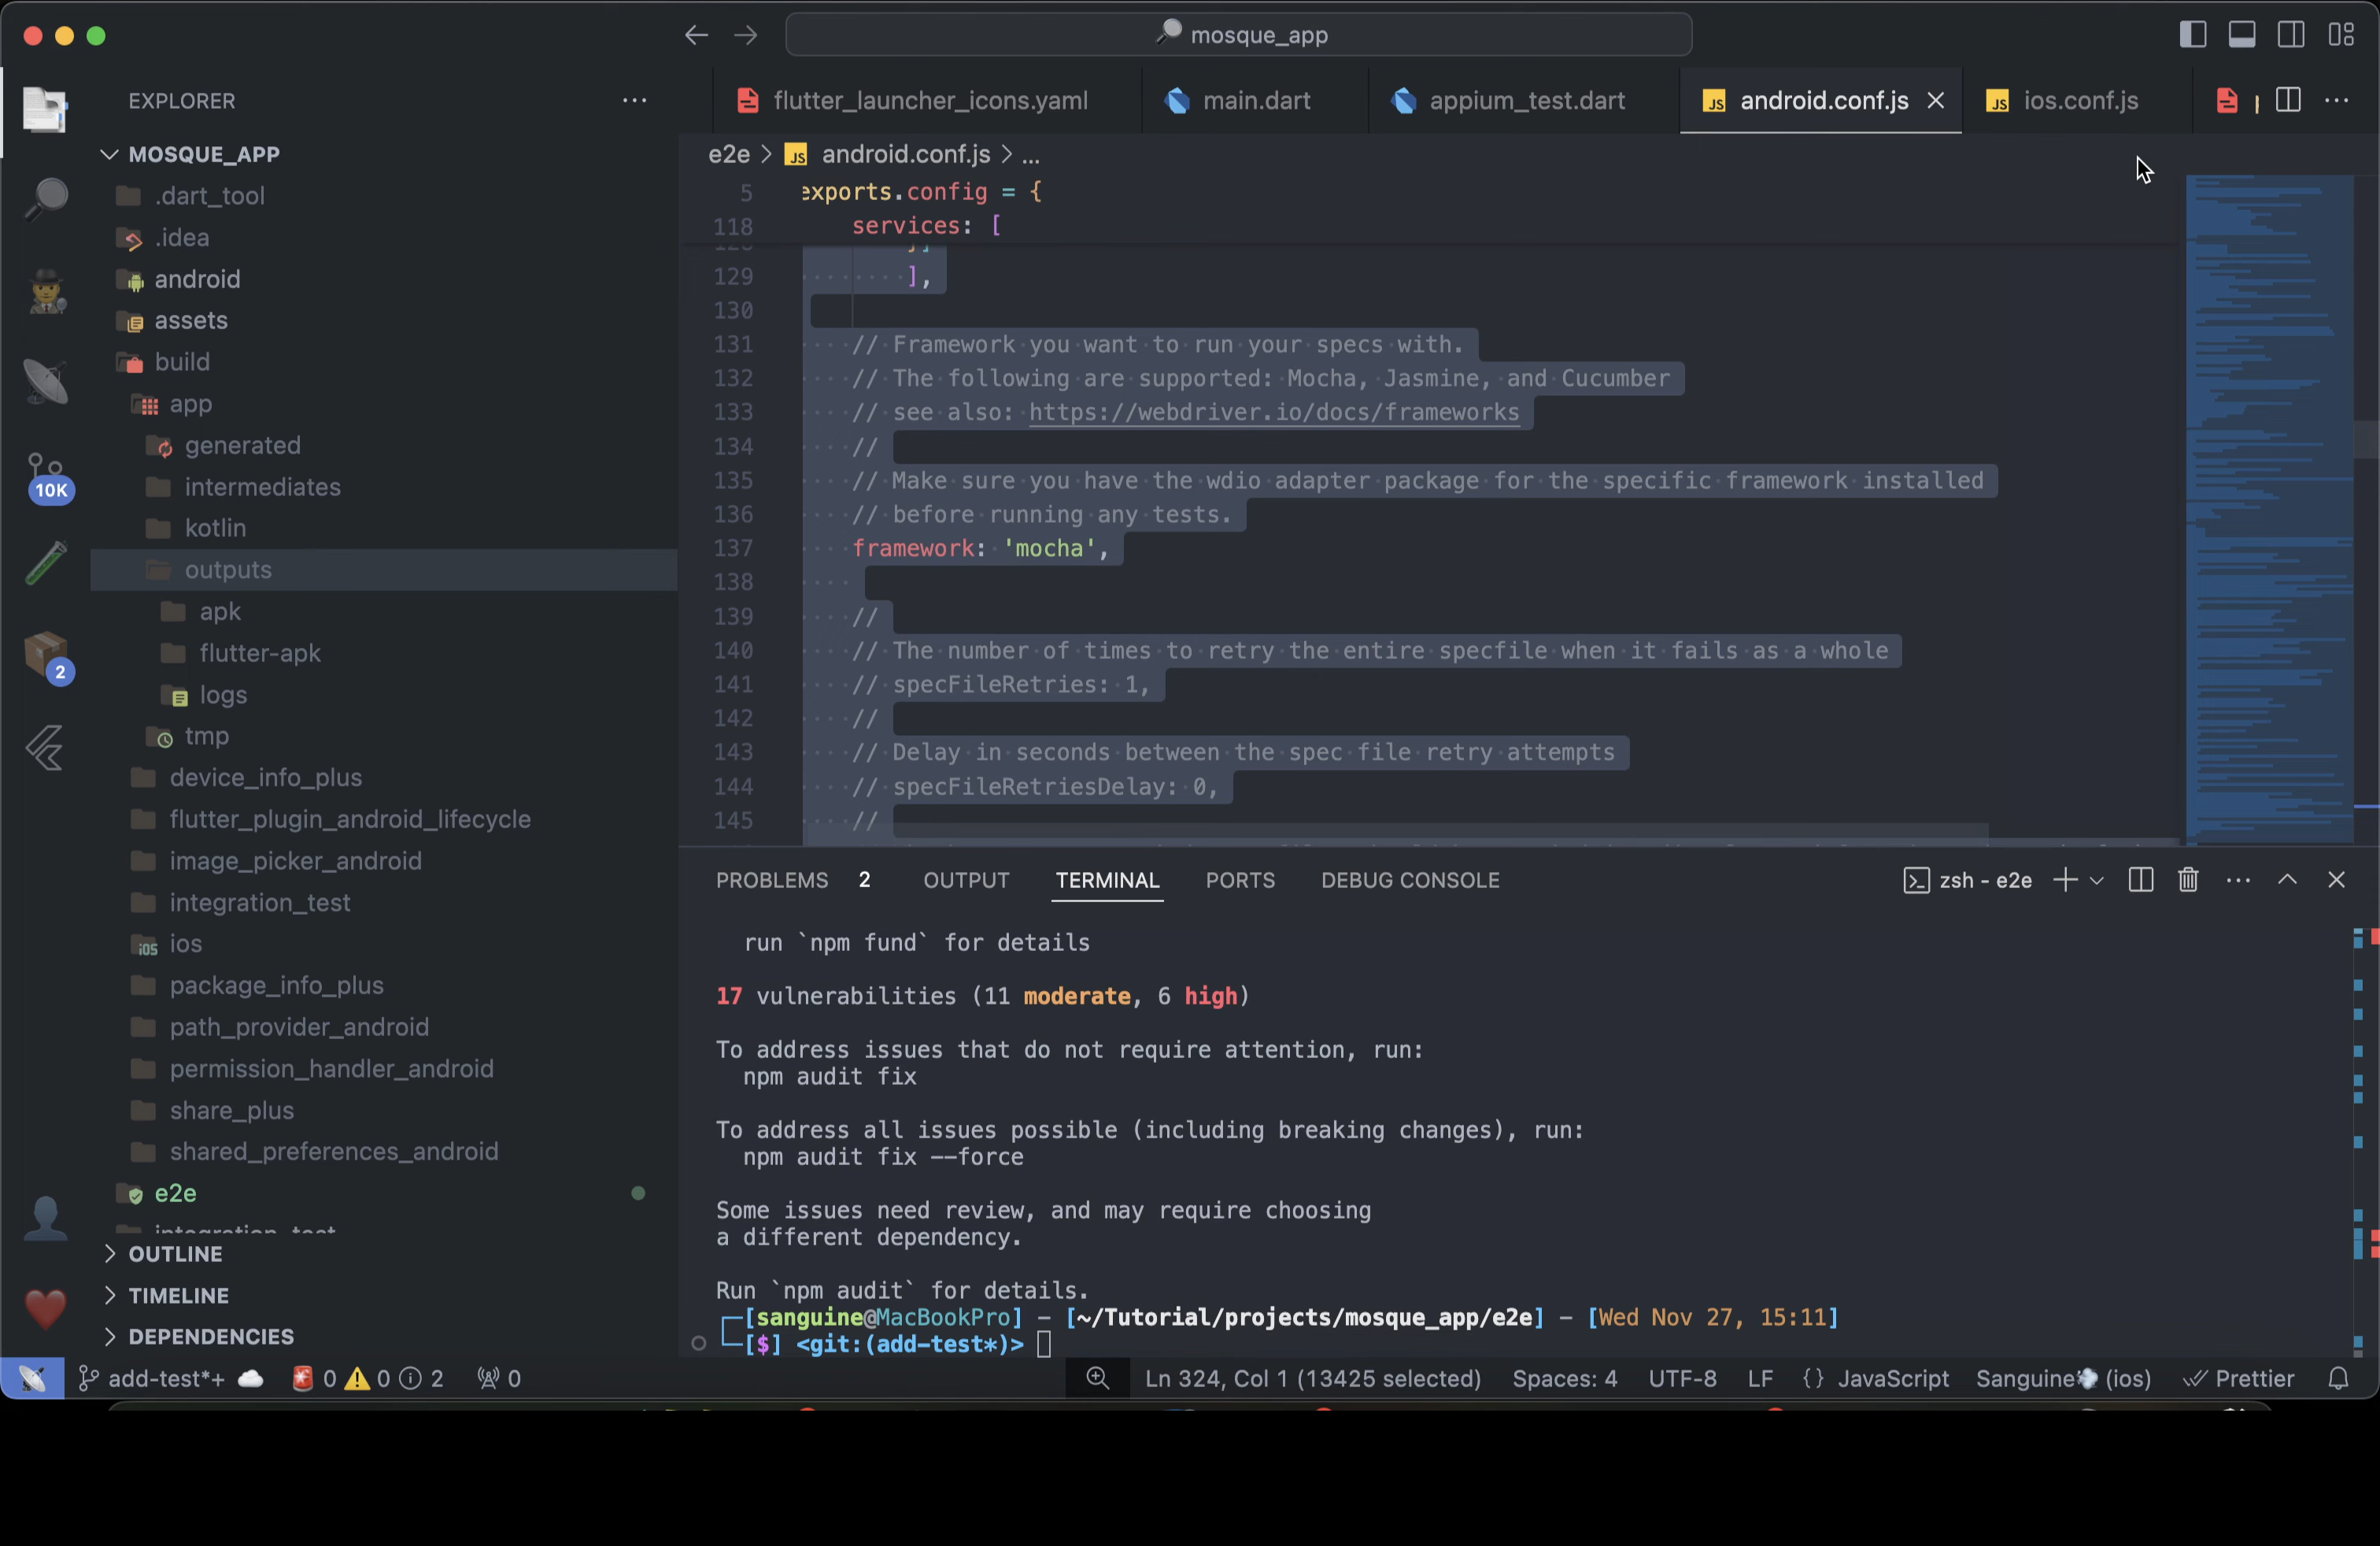 mosque_app
EXPLORER
flutter_launcher_icons.yaml
main.dart
appium_test.dart
JS android.conf.js
JS ios.conf.js
MOSQUE_APP
.dart_tool
.idea
android
assets
build
app
generated
intermediates
kotlin
outputs
apk
flutter-apk
logs
tmp
device_info_plus
flutter_plugin_android_lifecycle
image_picker_android
integration_test
iOS ios
package_info_plus
path_provider_android
permission_handler_android
share_plus
shared_preferences_android
e2e
integration_test
OUTLINE
TIMELINE
DEPENDENCIES
10K
2
e2e > JS android.conf.js > ...
5 exports.config = {
118 services: [
129 ],
130
131 // Framework you want to run your specs with.
132 // The following are supported: Mocha, Jasmine, and Cucumber
133 // see also: https://webdriver.io/docs/frameworks
134 //
135 // Make sure you have the wdio adapter package for the specific framework installed
136 // before running any tests.
137 framework: 'mocha',
138
139 //
140 // The number of times to retry the entire specfile when it fails as a whole
141 // specFileRetries: 1,
142 //
143 // Delay in seconds between the spec file retry attempts
144 // specFileRetriesDelay: 0,
145 //
PROBLEMS 2 OUTPUT TERMINAL PORTS DEBUG CONSOLE zsh - e2e
run `npm fund` for details
17 vulnerabilities (11 moderate, 6 high)
To address issues that do not require attention, run:
npm audit fix
To address all issues possible (including breaking changes), run:
npm audit fix --force
Some issues need review, and may require choosing
a different dependency.
Run `npm audit` for details.
[sanguine@MacBookPro] - [~/Tutorial/projects/mosque_app/e2e] - [Wed Nov 27, 15:11]
[$] <git:(add-test*)>
add-test*+ 0 0 2 0 Ln 324, Col 1 (13425 selected) Spaces: 4 UTF-8 LF {} JavaScript Sanguine (ios) Prettier